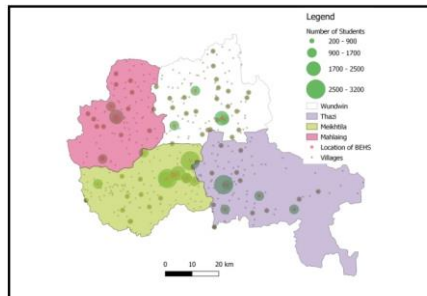 Legend
Number of Students
200 - 900
900 - 1700
1700 - 2500
2500 - 3200
Wundwin
Thazi
Meikhtila
Mahlaing
Location of BEHS
Villages
0 10 20 km